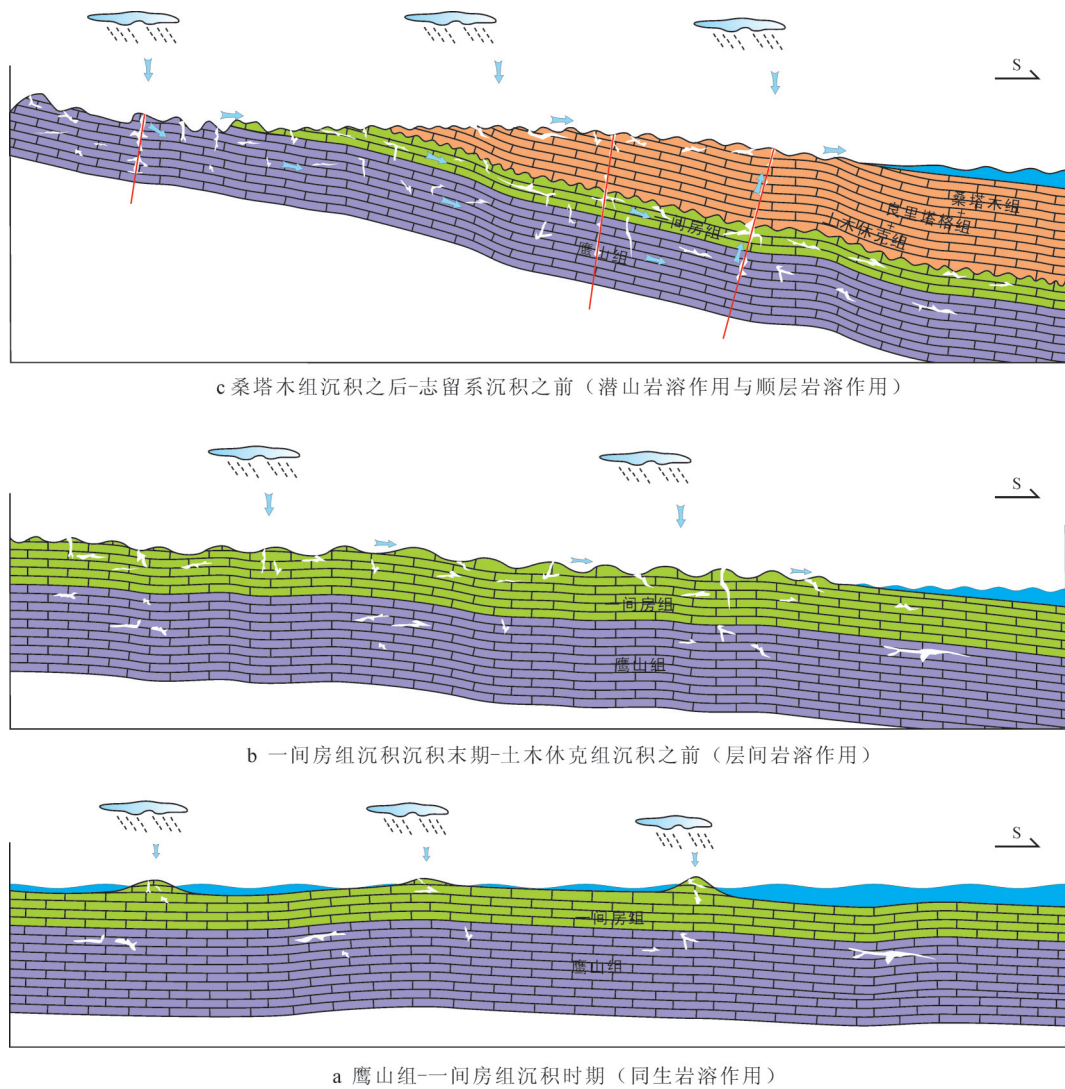 S
桑塔木组
+
良里塔格组
+
土木休克组
一间房组
鹰山组
c 桑塔木组沉积之后-志留系沉积之前（潜山岩溶作用与顺层岩溶作用）
S
一间房组
鹰山组
b 一间房组沉积沉积末期-土木休克组沉积之前（层间岩溶作用）
S
一间房组
鹰山组
a 鹰山组-一间房组沉积时期（同生岩溶作用）